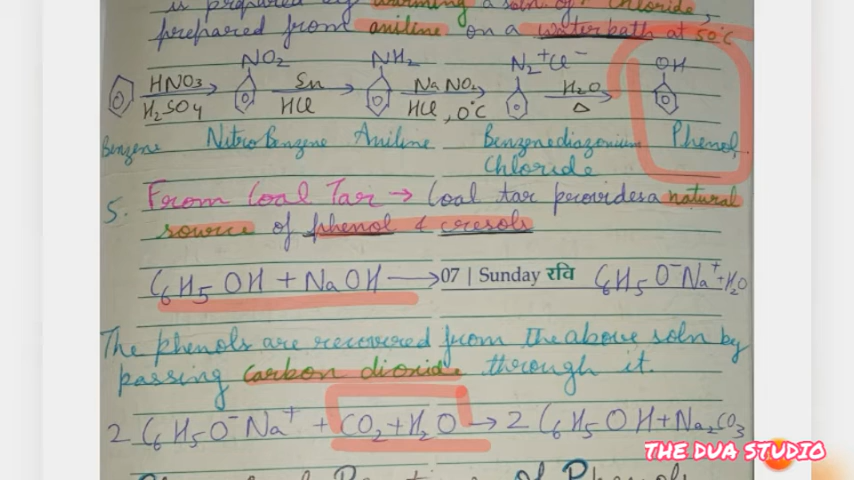 is prepared by warming a soln of Chloride,
prepared from aniline on a water bath at 50°C
NO2 NH2 N2+Cl- OH
HNO3 Sn NaNO2 H2O
H2SO4 HCl HCl, 0°C Δ
Benzene NitroBenzene Aniline Benzenediazonium Phenol.
Chloride
5. From Coal Tar → Coal tar provides a natural
source of phenol & cresols
C6H5OH + NaOH → 07 | Sunday रवि C6H5O-Na+ + H2O
The phenols are recovered from the above soln by
passing carbon dioxide through it.
2 C6H5O-Na+ + CO2 + H2O → 2 C6H5OH + Na2CO3
THE DUA STUDIO